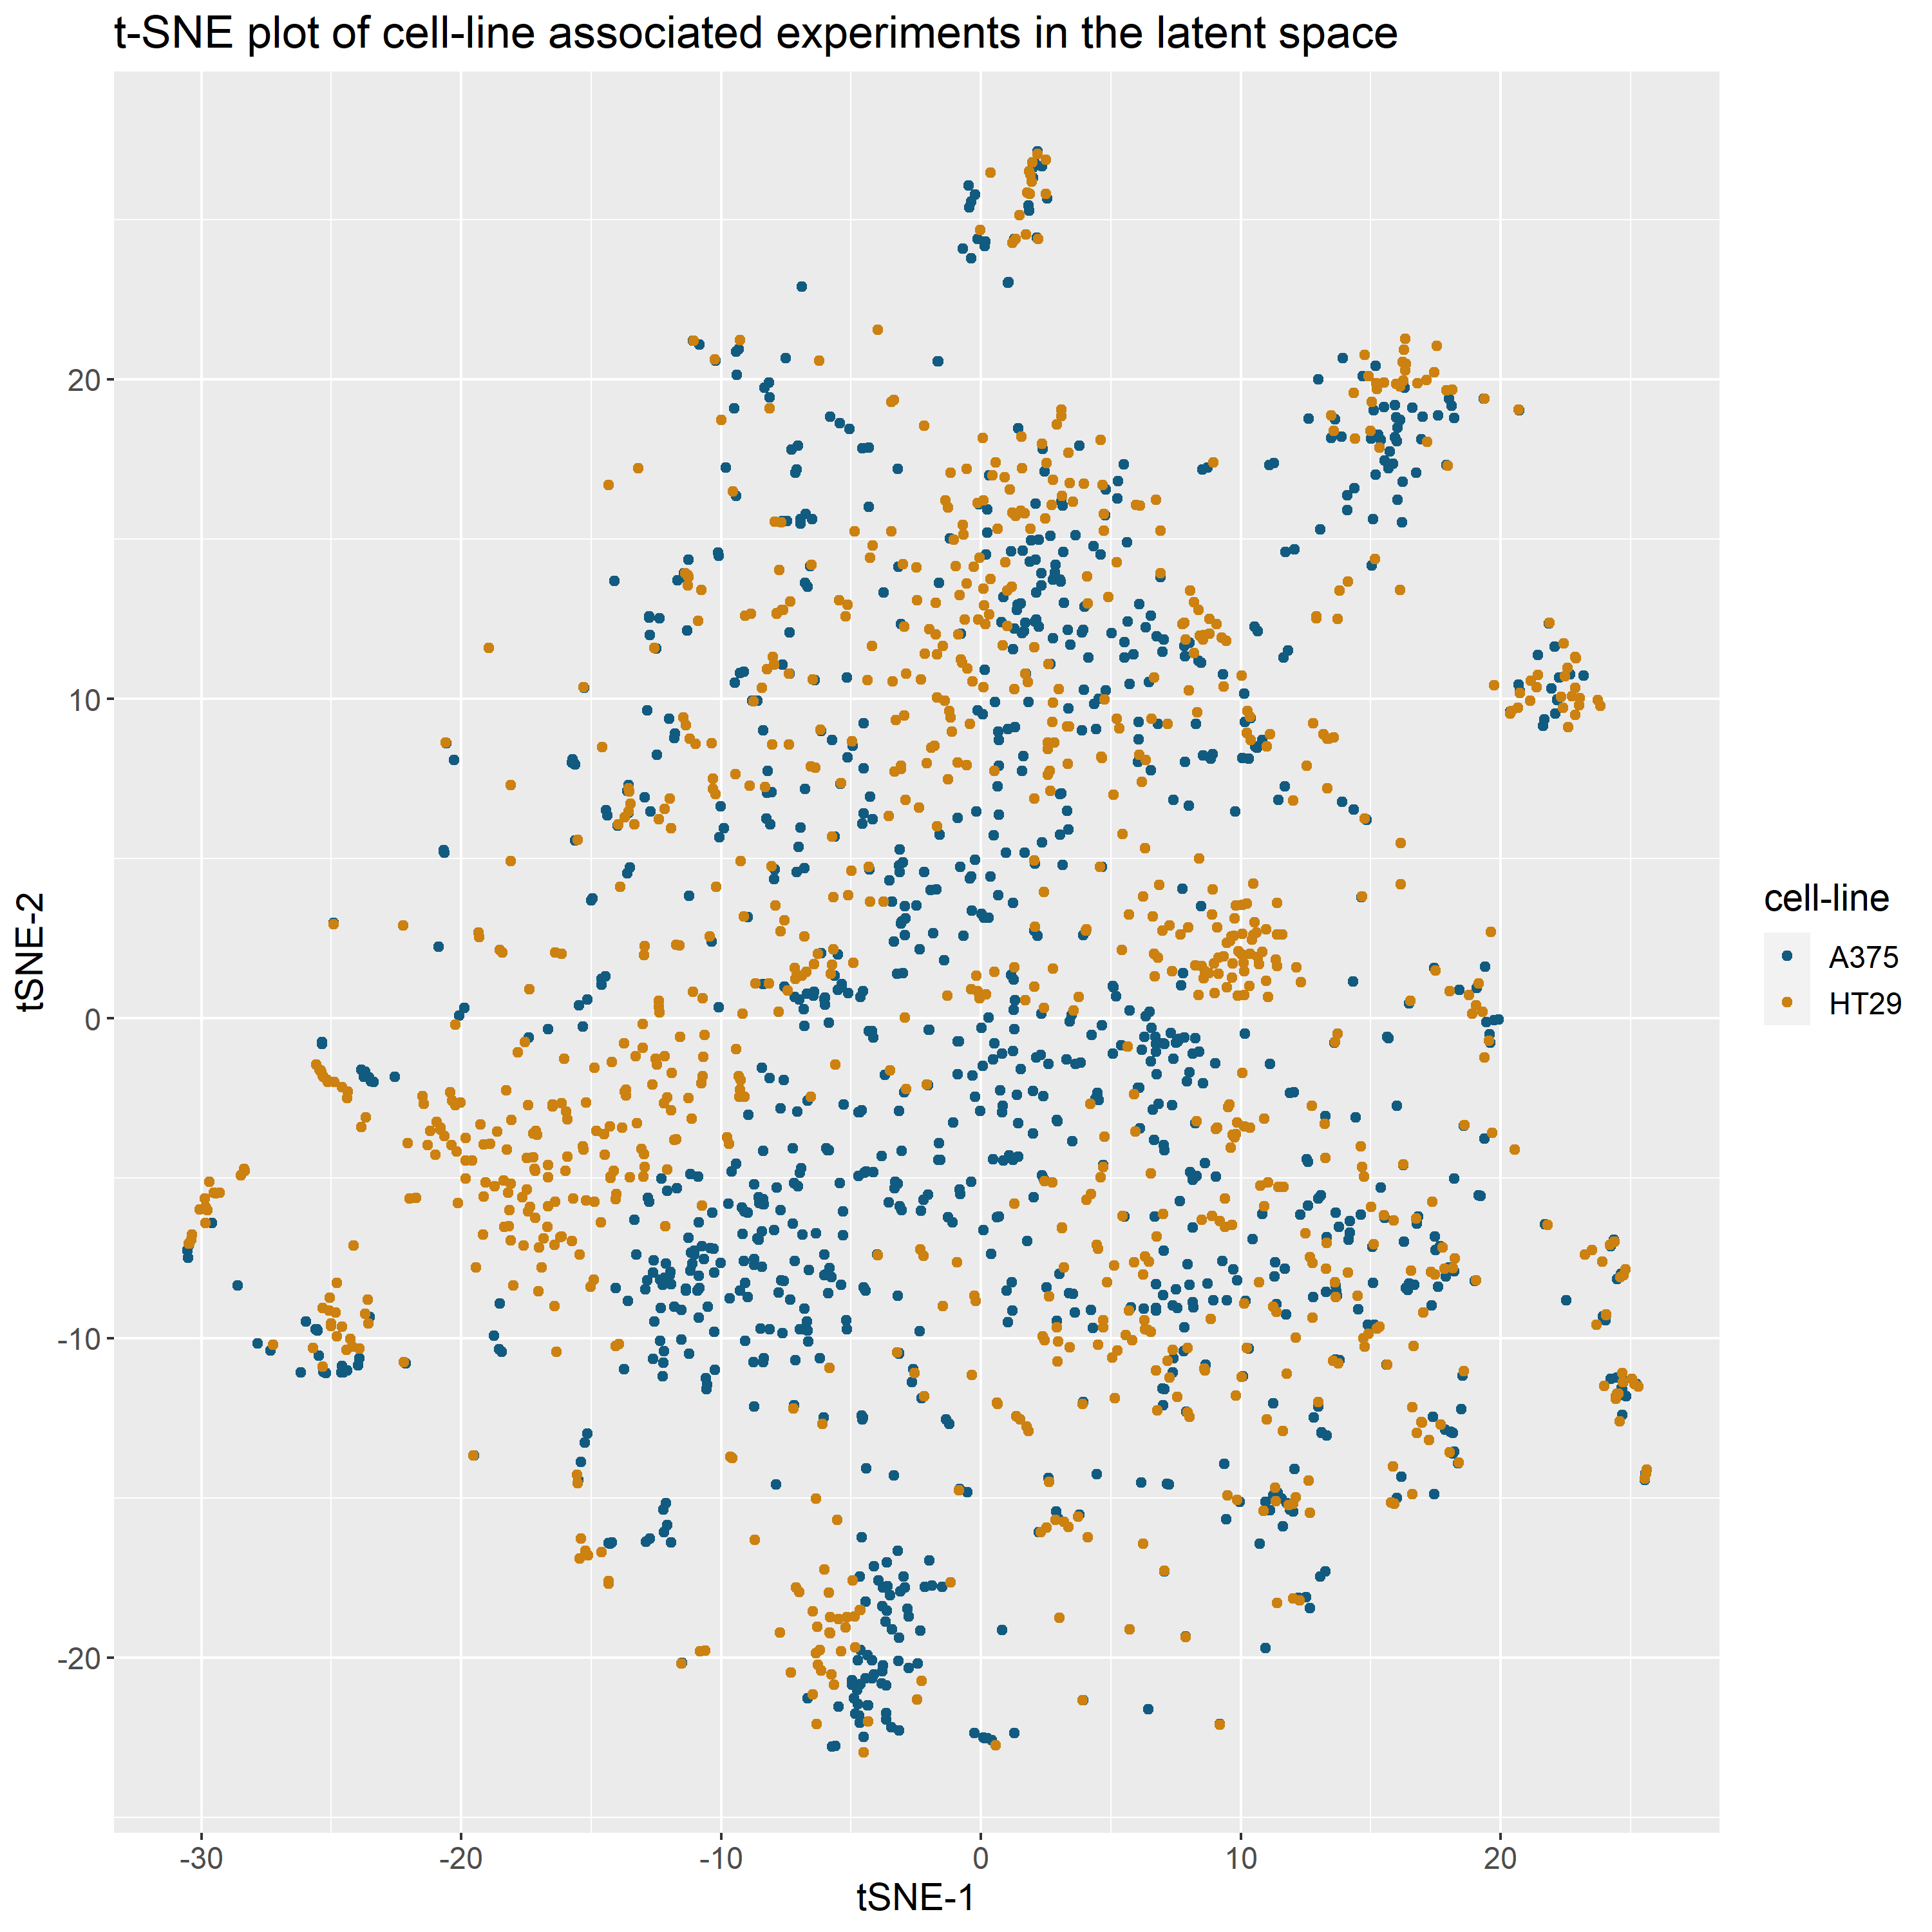 t-SNE plot of cell-line associated experiments in the latent space
20
10
0
-10
-20
tSNE-2
-30
-20
-10
0
10
20
tSNE-1
cell-line
A375
HT29